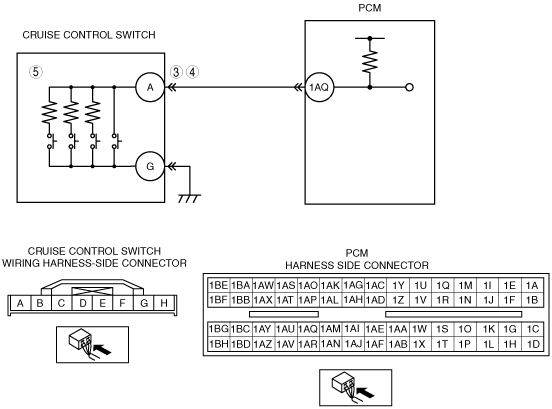 PCM
CRUISE CONTROL SWITCH
5
A
3 4
1AQ
G
CRUISE CONTROL SWITCH
WIRING HARNESS-SIDE CONNECTOR
A B C D E F G H
PCM
HARNESS SIDE CONNECTOR
1BE 1BA 1AW 1AS 1AO 1AK 1AG 1AC 1Y 1U 1Q 1M 1I 1E 1A
1BF 1BB 1AX 1AT 1AP 1AL 1AH 1AD 1Z 1V 1R 1N 1J 1F 1B
1BG 1BC 1AY 1AU 1AQ 1AM 1AI 1AE 1AA 1W 1S 1O 1K 1G 1C
1BH 1BD 1AZ 1AV 1AR 1AN 1AJ 1AF 1AB 1X 1T 1P 1L 1H 1D